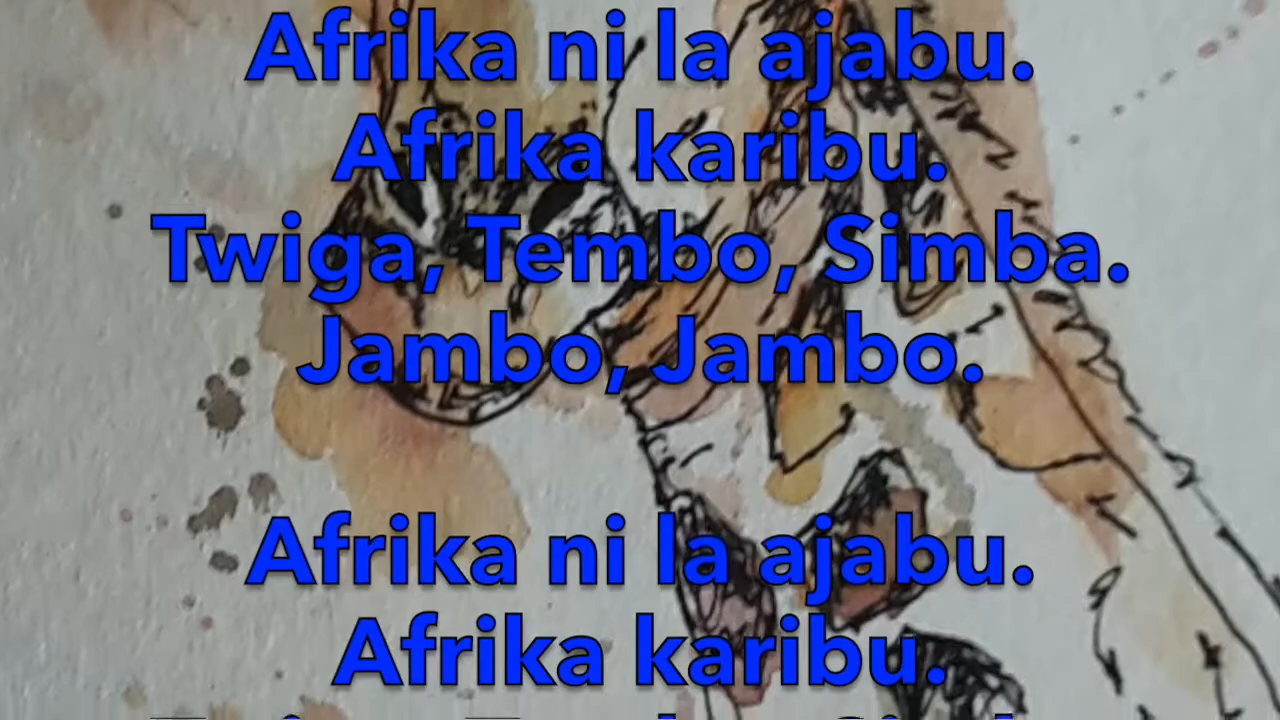 Afrika ni la ajabu.
Afrika karibu.
Twiga, Tembo, Simba.
Jambo, Jambo.
Afrika ni la ajabu.
Afrika karibu.